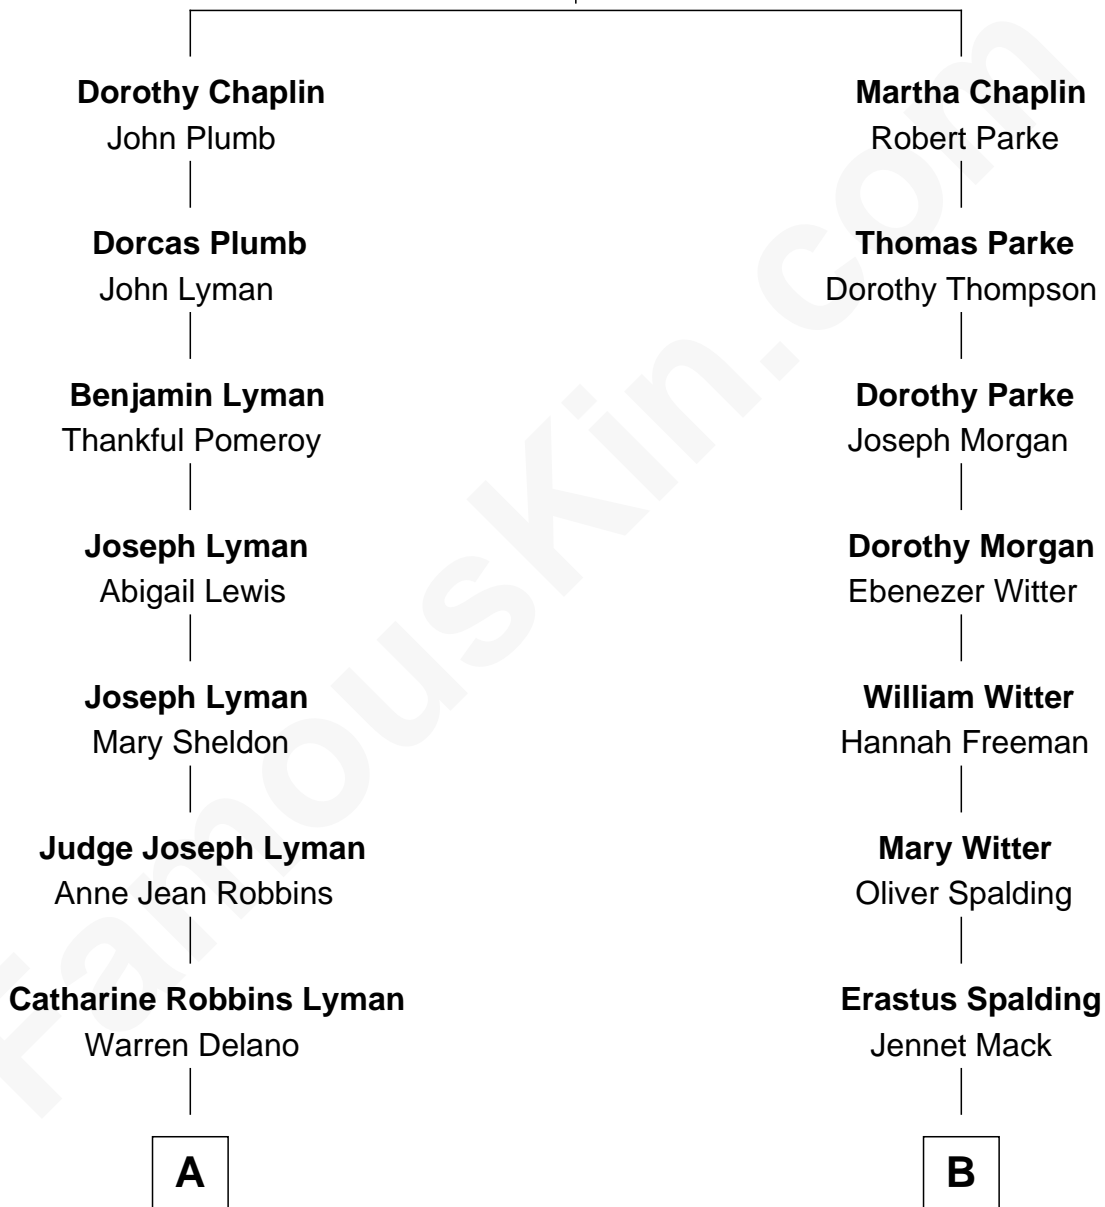 Dorothy Chaplin
John Plumb
Dorcas Plumb
John Lyman
Benjamin Lyman
Thankful Pomeroy
Joseph Lyman
Abigail Lewis
Joseph Lyman
Mary Sheldon
Judge Joseph Lyman
Anne Jean Robbins
Catharine Robbins Lyman
Warren Delano
A
Martha Chaplin
Robert Parke
Thomas Parke
Dorothy Thompson
Dorothy Parke
Joseph Morgan
Dorothy Morgan
Ebenezer Witter
William Witter
Hannah Freeman
Mary Witter
Oliver Spalding
Erastus Spalding
Jennet Mack
B
FamousKin.com